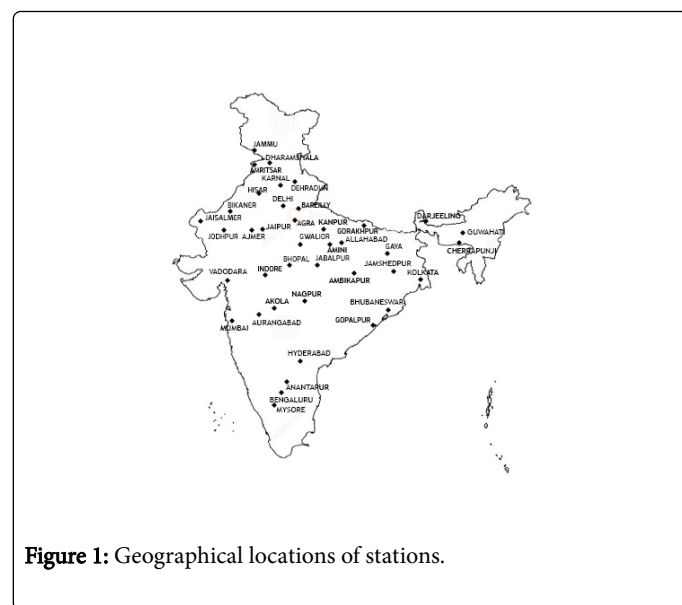 JAMMU
DHARAMSHALA
AMRITSAR
KARNAL
HISAR
DEHRADUN
DELHI
BAREILLY
BIKANER
JAISALMER
JODHPUR
AJMER
JAIPUR
AGRA
KANPUR
GORAKHPUR
DARJEELING
GUWAHATI
CHERRAPUNJI
GWALIOR
ALLAHABAD
AMINI
GAYA
BHOPAL
JABALPUR
JAMSHEDPUR
VADODARA
INDORE
AMBIKAPUR
KOLKATA
NAGPUR
AKOLA
BHUBANESWAR
AURANGABAD
GOPALPUR
MUMBAI
HYDERABAD
ANANTAPUR
BENGALURU
MYSORE
Figure 1: Geographical locations of stations.